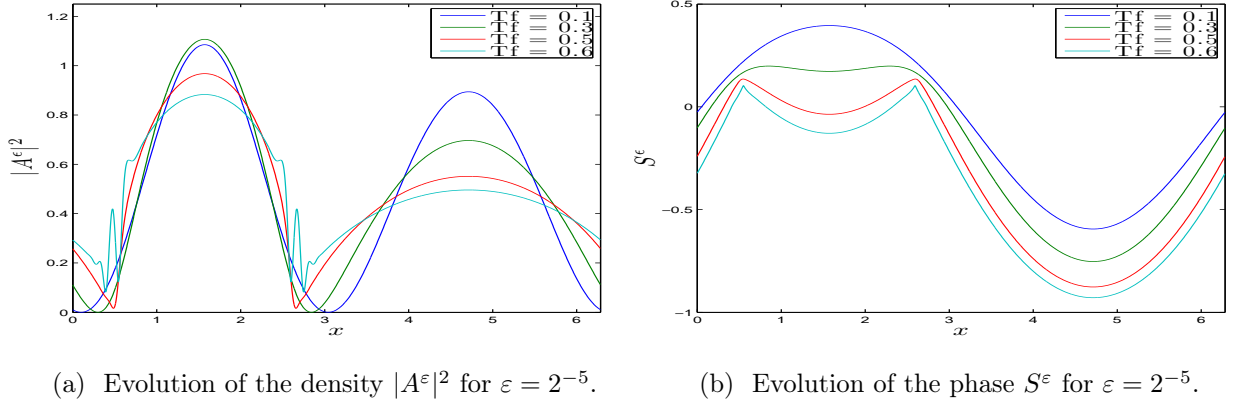 1.2
1
0.8
0.6
0.4
0.2
0
0 1 2 3 4 5 6
|A^ε|^2
x
Tf = 0.1
Tf = 0.3
Tf = 0.5
Tf = 0.6
0.5
0
−0.5
−1
0 1 2 3 4 5 6
S^ε
x
Tf = 0.1
Tf = 0.3
Tf = 0.5
Tf = 0.6
(a) Evolution of the density |A^ε|^2 for ε = 2^{−5}.
(b) Evolution of the phase S^ε for ε = 2^{−5}.